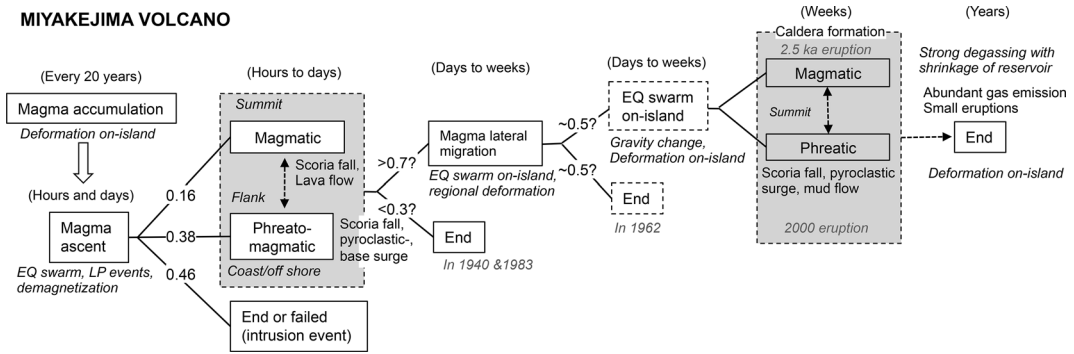 MIYAKEJIMA VOLCANO
(Every 20 years)
Magma accumulation
Deformation on-island
(Hours and days)
Magma
ascent
EQ swarm, LP events,
demagnetization
0.16
0.38
0.46
(Hours to days)
Summit
Magmatic
Scoria fall,
Lava flow
Flank
Phreato-
magmatic
Coast/off shore
Scoria fall,
pyroclastic-,
base surge
End or failed
(intrusion event)
>0.7?
<0.3?
(Days to weeks)
Magma lateral
migration
EQ swarm on-island,
regional deformation
End
In 1940 &1983
~0.5?
~0.5?
(Days to weeks)
EQ swarm
on-island
Gravity change,
Deformation on-island
End
In 1962
(Weeks)
Caldera formation
2.5 ka eruption
Magmatic
Summit
Phreatic
Scoria fall, pyroclastic
surge, mud flow
2000 eruption
(Years)
Strong degassing with
shrinkage of reservoir
Abundant gas emission
Small eruptions
End
Deformation on-island